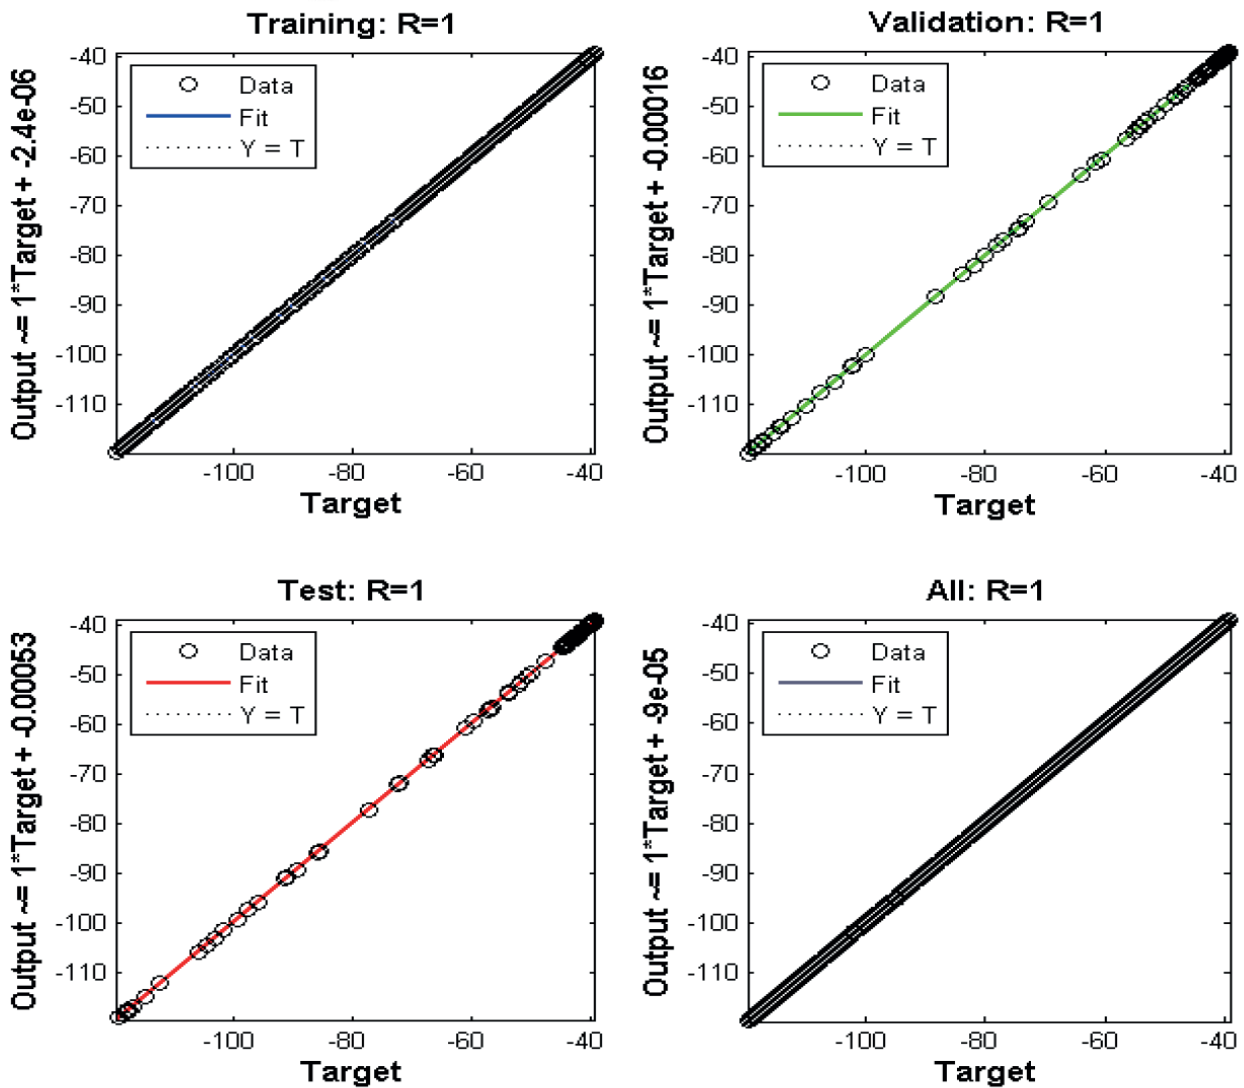 Training: R=1
Output ~= 1*Target + -2.4e-06
-40
-50
-60
-70
-80
-90
-100
-110
Data
Fit
Y = T
-100
-80
-60
-40
Target
Validation: R=1
Output ~= 1*Target + -0.00016
-40
-50
-60
-70
-80
-90
-100
-110
Data
Fit
Y = T
-100
-80
-60
-40
Target
Test: R=1
Output ~= 1*Target + -0.00053
-40
-50
-60
-70
-80
-90
-100
-110
Data
Fit
Y = T
-100
-80
-60
-40
Target
All: R=1
Output ~= 1*Target + -9e-05
-40
-50
-60
-70
-80
-90
-100
-110
Data
Fit
Y = T
-100
-80
-60
-40
Target